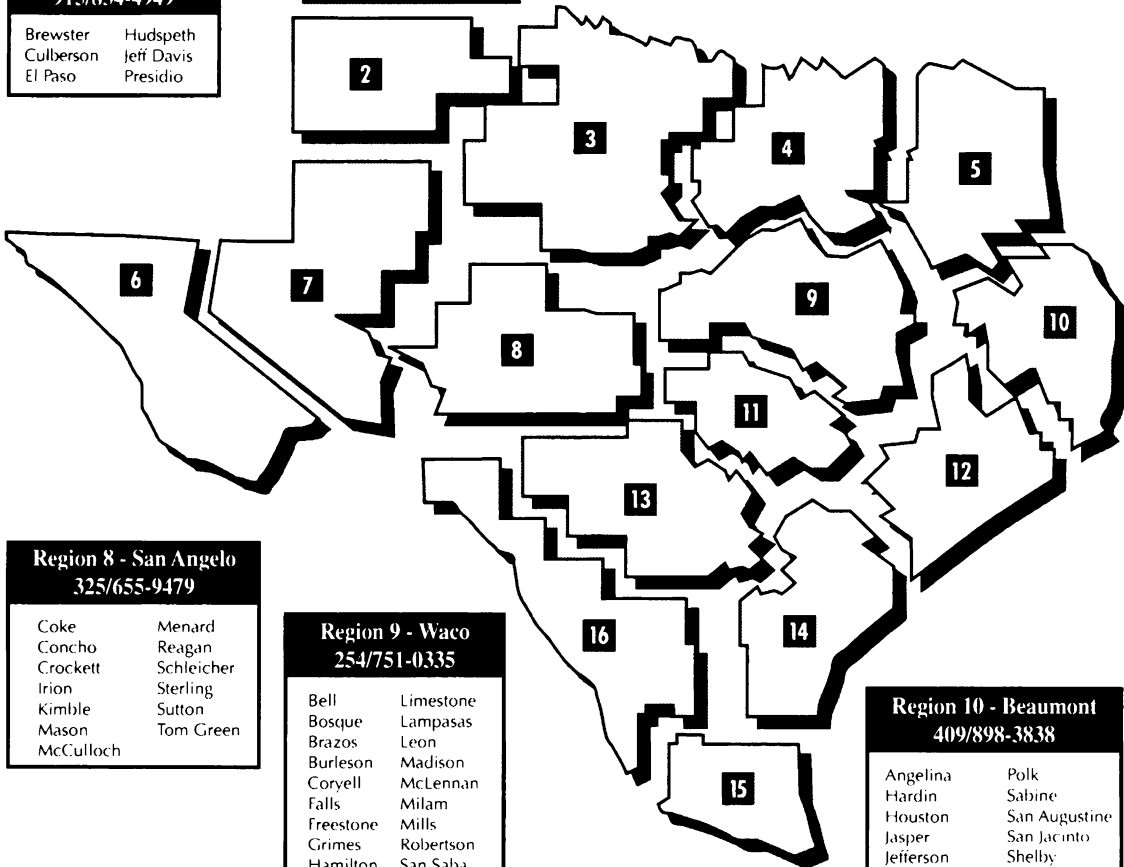 915/834-4949
Brewster Hudspeth
Culberson Jeff Davis
El Paso Presidio
2
3
4
5
6
7
8
9
10
11
12
13
14
15
16
Region 8 - San Angelo
325/655-9479
Coke Menard
Concho Reagan
Crockett Schleicher
Irion Sterling
Kimble Sutton
Mason Tom Green
McCulloch
Region 9 - Waco
254/751-0335
Bell Limestone
Bosque Lampasas
Brazos Leon
Burleson Madison
Coryell McLennan
Falls Milam
Freestone Mills
Grimes Robertson
Hamilton San Saba
Region 10 - Beaumont
409/898-3838
Angelina Polk
Hardin Sabine
Houston San Augustine
Jasper San Jacinto
Jefferson Shelby